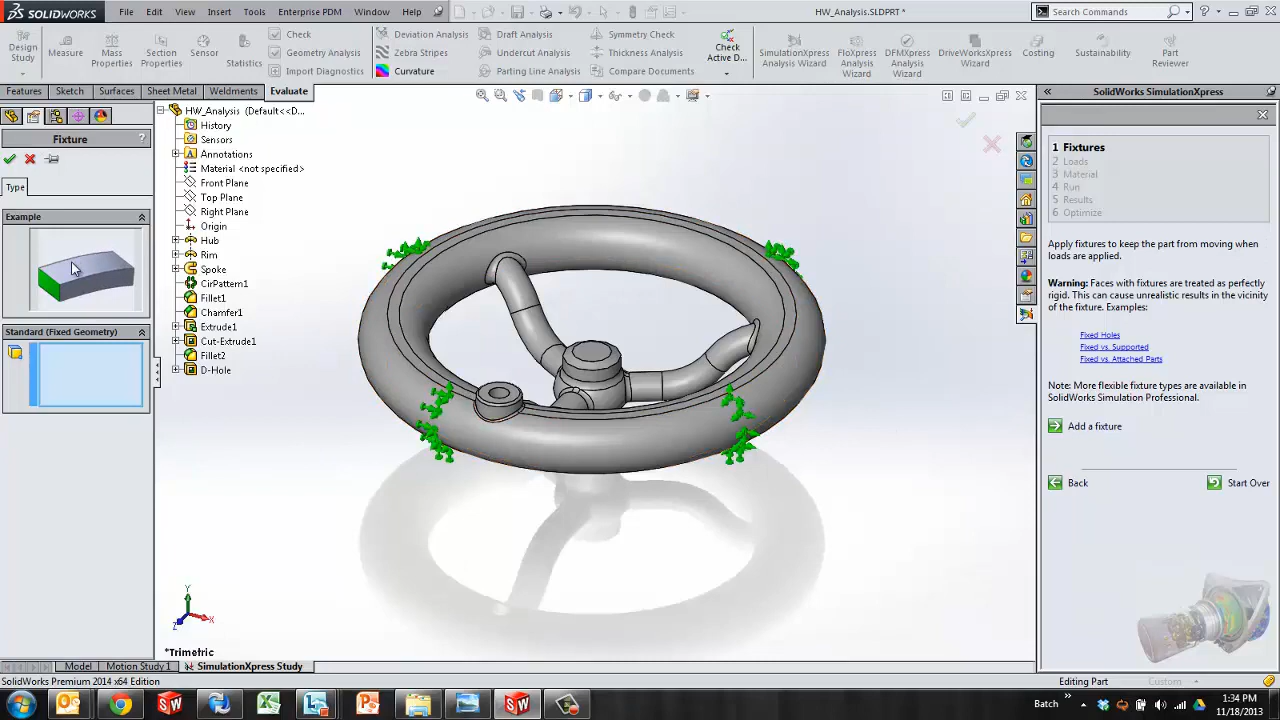 SOLIDWORKS
File Edit View Insert Tools Enterprise PDM Window Help
HW_Analysis.SLDPRT *
Search Commands
Design Study
Measure
Mass Properties
Section Properties
Sensor
Statistics
Check
Geometry Analysis
Import Diagnostics
Deviation Analysis
Zebra Stripes
Curvature
Draft Analysis
Undercut Analysis
Parting Line Analysis
Symmetry Check
Thickness Analysis
Compare Documents
Check Active D...
SimulationXpress Analysis Wizard
FloXpress Analysis Wizard
DFMXpress Analysis Wizard
DriveWorksXpress Wizard
Costing
Sustainability
Part Reviewer
Features Sketch Surfaces Sheet Metal Weldments Evaluate
Fixture
?
Type
Example
Standard (Fixed Geometry)
HW_Analysis (Default<<D...
History
Sensors
Annotations
Material <not specified>
Front Plane
Top Plane
Right Plane
Origin
Hub
Rim
Spoke
CirPattern1
Fillet1
Chamfer1
Extrude1
Cut-Extrude1
Fillet2
D-Hole
Y
X
Z
*Trimetric
SolidWorks SimulationXpress
1 Fixtures
2 Loads
3 Material
4 Run
5 Results
6 Optimize
Apply fixtures to keep the part from moving when
loads are applied.
Warning: Faces with fixtures are treated as perfectly
rigid. This can cause unrealistic results in the vicinity
of the fixture. Examples:
Fixed Holes
Fixed vs. Supported
Fixed vs. Attached Parts
Note: More flexible fixture types are available in
SolidWorks Simulation Professional.
Add a fixture
Back Start Over
Model Motion Study 1 SimulationXpress Study
SolidWorks Premium 2014 x64 Edition
Editing Part Custom
Batch
1:34 PM
11/18/2013